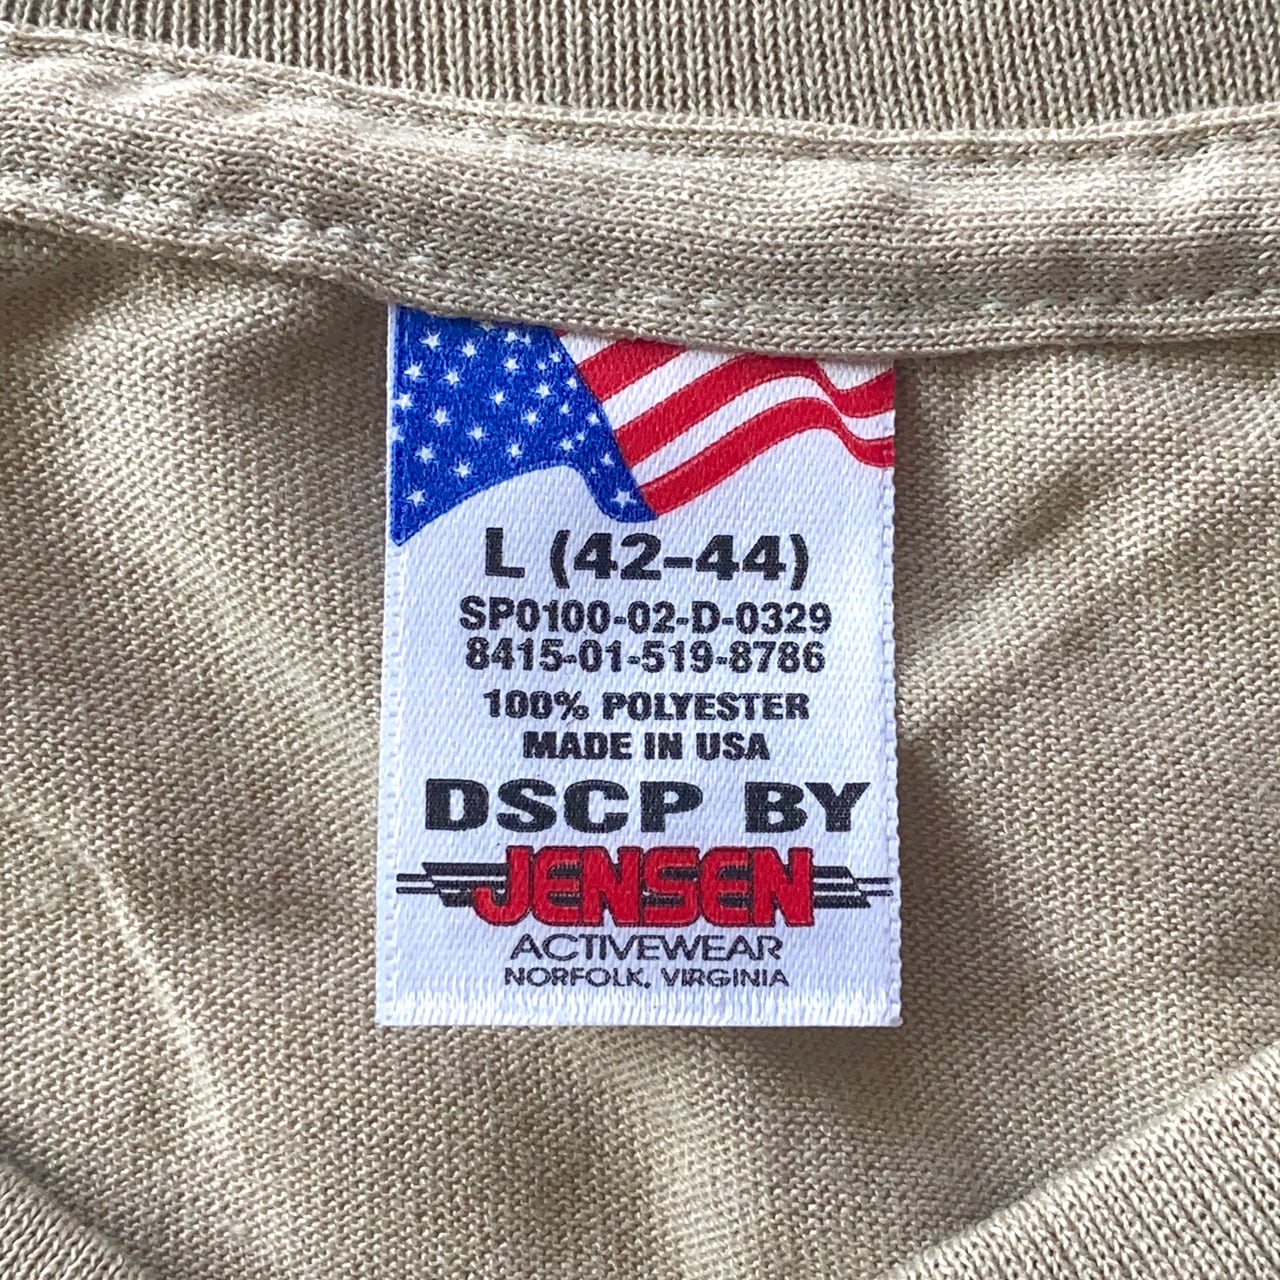 L (42-44)
SP0100-02-D-0329
8415-01-519-8786
100% POLYESTER
MADE IN USA
DSCP BY
JENSEN
ACTIVEWEAR
NORFOLK, VIRGINIA